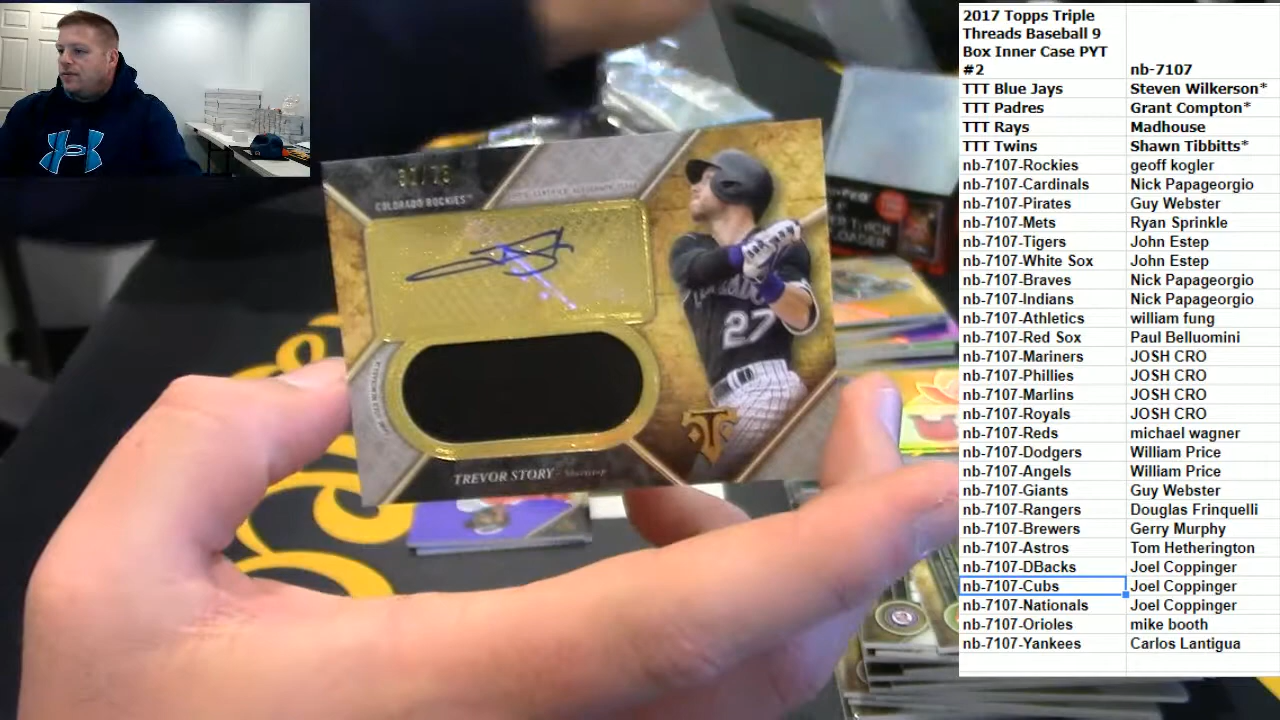 2017 Topps Triple
Threads Baseball 9
Box Inner Case PYT
#2 nb-7107
TTT Blue Jays Steven Wilkerson*
TTT Padres Grant Compton*
TTT Rays Madhouse
TTT Twins Shawn Tibbitts*
nb-7107-Rockies geoff kogler
nb-7107-Cardinals Nick Papageorgio
nb-7107-Pirates Guy Webster
nb-7107-Mets Ryan Sprinkle
nb-7107-Tigers John Estep
nb-7107-White Sox John Estep
nb-7107-Braves Nick Papageorgio
nb-7107-Indians Nick Papageorgio
nb-7107-Athletics william fung
nb-7107-Red Sox Paul Belluomini
nb-7107-Mariners JOSH CRO
nb-7107-Phillies JOSH CRO
nb-7107-Marlins JOSH CRO
nb-7107-Royals JOSH CRO
nb-7107-Reds michael wagner
nb-7107-Dodgers William Price
nb-7107-Angels William Price
nb-7107-Giants Guy Webster
nb-7107-Rangers Douglas Frinquelli
nb-7107-Brewers Gerry Murphy
nb-7107-Astros Tom Hetherington
nb-7107-DBacks Joel Coppinger
nb-7107-Cubs Joel Coppinger
nb-7107-Nationals Joel Coppinger
nb-7107-Orioles mike booth
nb-7107-Yankees Carlos Lantigua
COLORADO ROCKIES
27
TREVOR STORY - Shortstop